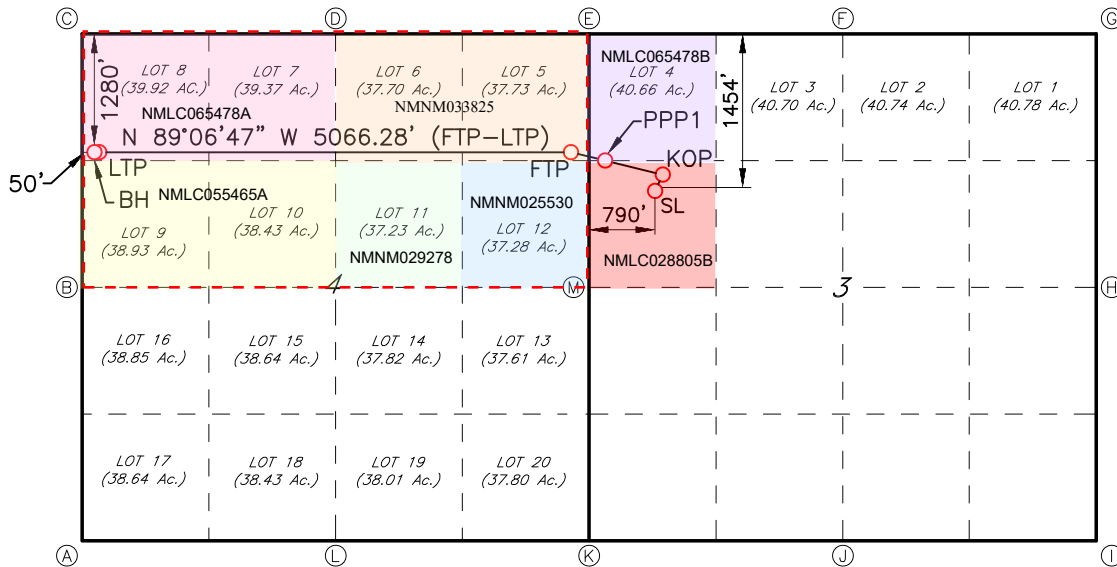 C
D
E
F
G
LOT 8
(39.92 Ac.)
LOT 7
(39.37 Ac.)
LOT 6
(37.70 Ac.)
LOT 5
(37.73 Ac.)
NMLC065478B
LOT 4
(40.66 Ac.)
LOT 3
(40.70 Ac.)
LOT 2
(40.74 Ac.)
LOT 1
(40.78 Ac.)
1280'
NMLC065478A
NMNM033825
1454'
PPP1
N 89°06'47" W 5066.28' (FTP-LTP)
KOP
50'
LTP
FTP
BH
NMLC055465A
NMNM025530
SL
790'
LOT 9
(38.93 Ac.)
LOT 10
(38.43 Ac.)
LOT 11
(37.23 Ac.)
LOT 12
(37.28 Ac.)
NMNM029278
NMLC028805B
B
4
M
3
H
LOT 16
(38.85 Ac.)
LOT 15
(38.64 Ac.)
LOT 14
(37.82 Ac.)
LOT 13
(37.61 Ac.)
LOT 17
(38.64 Ac.)
LOT 18
(38.43 Ac.)
LOT 19
(38.01 Ac.)
LOT 20
(37.80 Ac.)
A
L
K
J
I